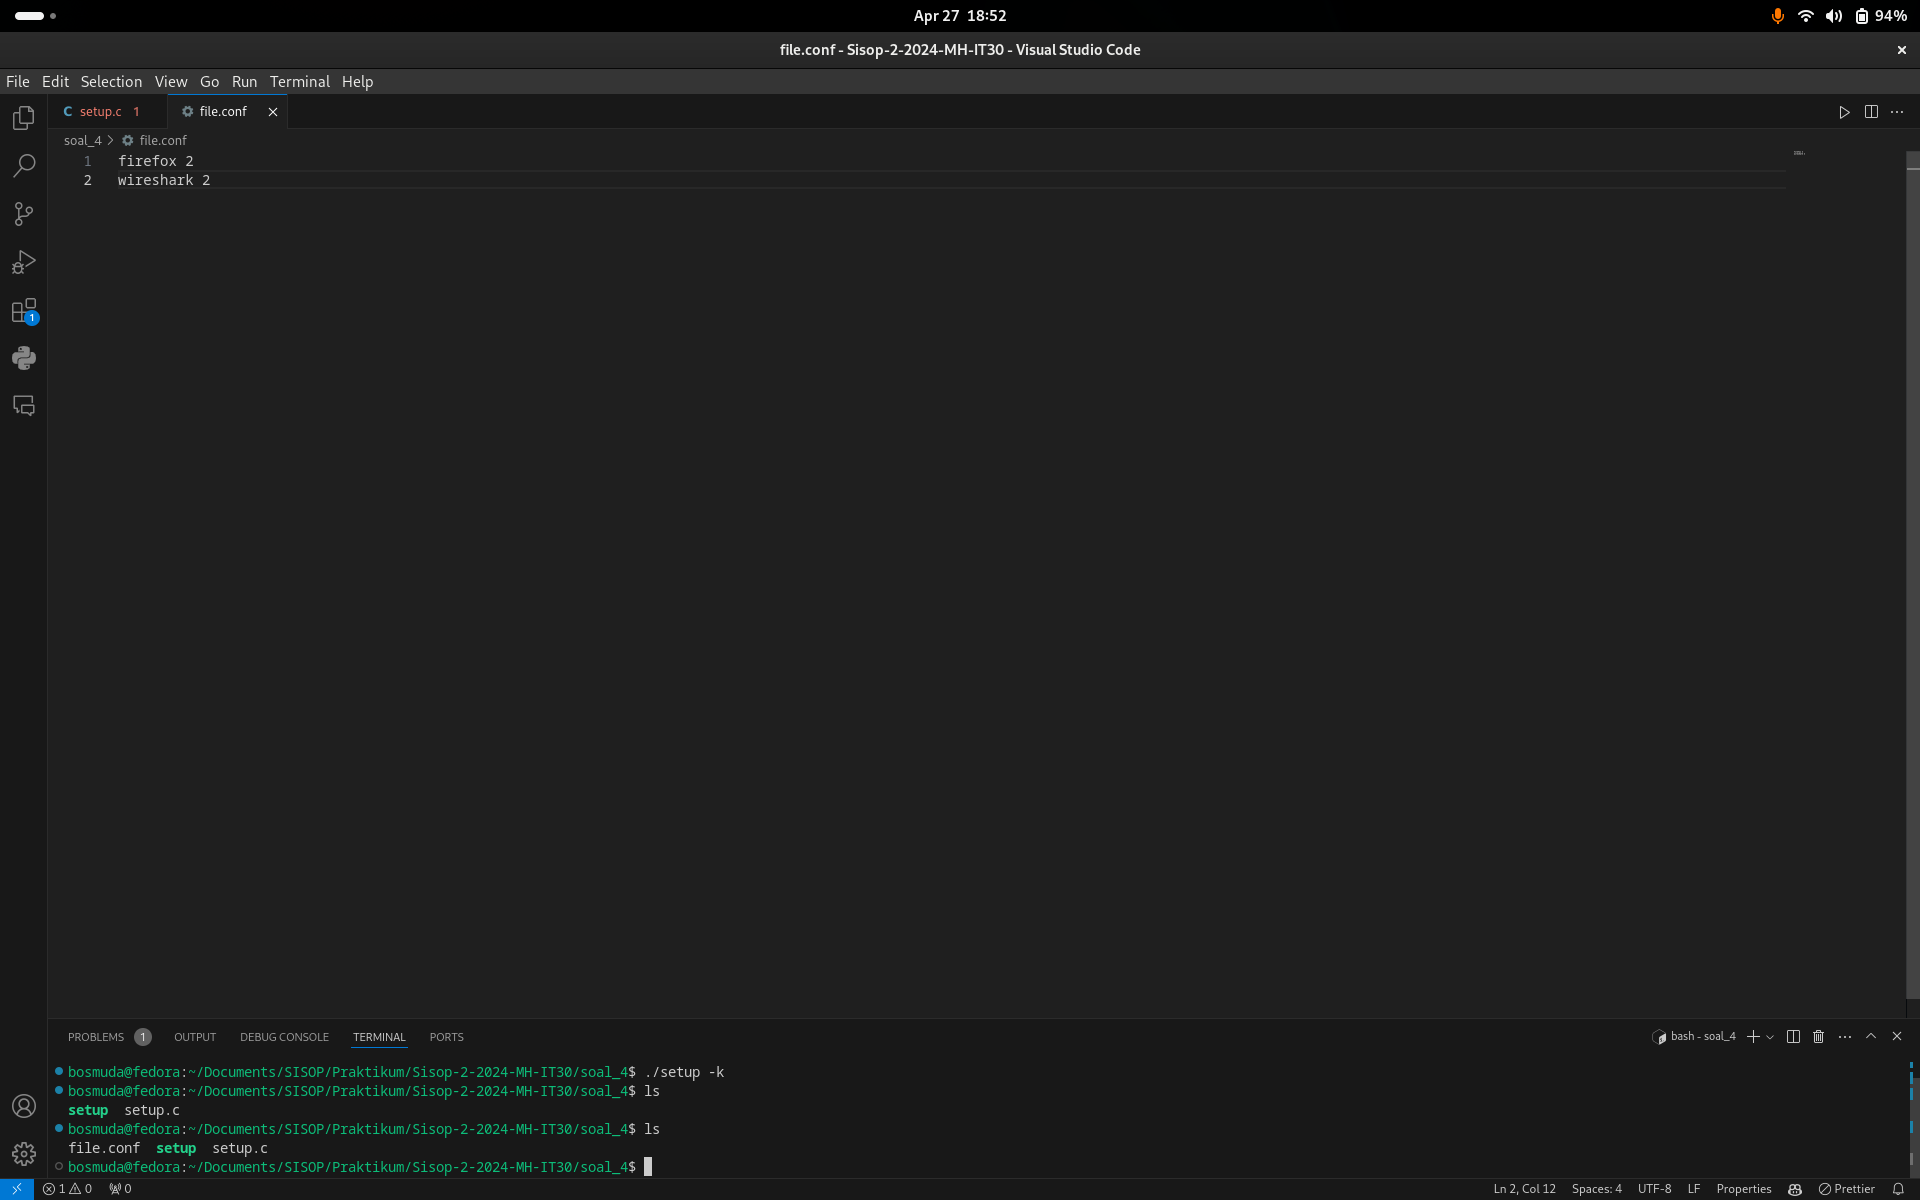 Apr 27 18:52
94%
file.conf - Sisop-2-2024-MH-IT30 - Visual Studio Code
File Edit Selection View Go Run Terminal Help
C setup.c 1 file.conf
soal_4 > file.conf
1 firefox 2
2 wireshark 2
1
PROBLEMS 1 OUTPUT DEBUG CONSOLE TERMINAL PORTS
bash - soal_4
bosmuda@fedora:~/Documents/SISOP/Praktikum/Sisop-2-2024-MH-IT30/soal_4$ ./setup -k
bosmuda@fedora:~/Documents/SISOP/Praktikum/Sisop-2-2024-MH-IT30/soal_4$ ls
setup setup.c
bosmuda@fedora:~/Documents/SISOP/Praktikum/Sisop-2-2024-MH-IT30/soal_4$ ls
file.conf setup setup.c
bosmuda@fedora:~/Documents/SISOP/Praktikum/Sisop-2-2024-MH-IT30/soal_4$
1 0 0 Ln 2, Col 12 Spaces: 4 UTF-8 LF Properties Prettier